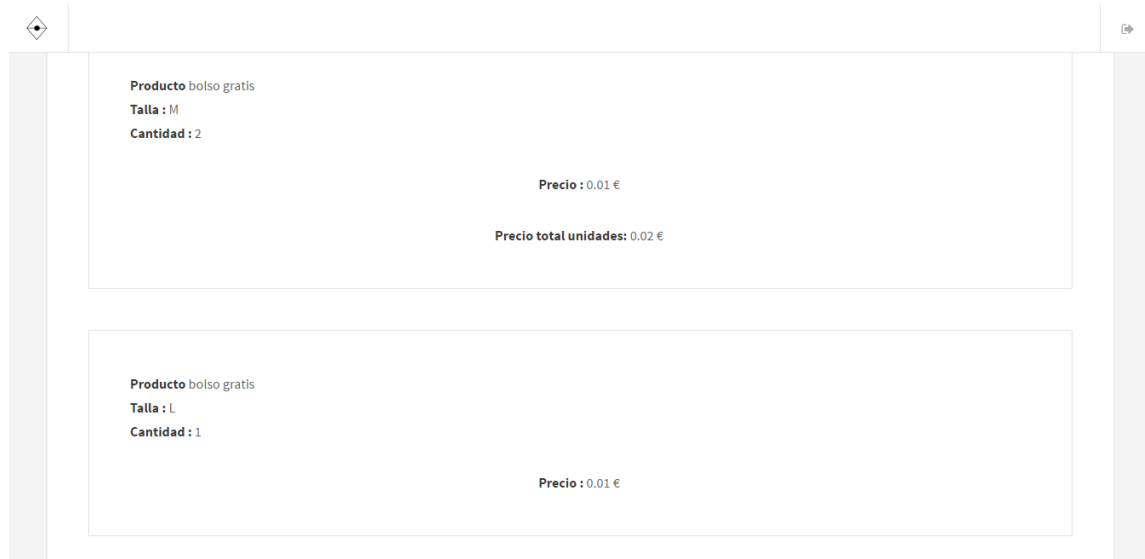 Producto bolso gratis
Talla : M
Cantidad : 2
Precio : 0.01 €
Precio total unidades: 0.02 €
Producto bolso gratis
Talla : L
Cantidad : 1
Precio : 0.01 €